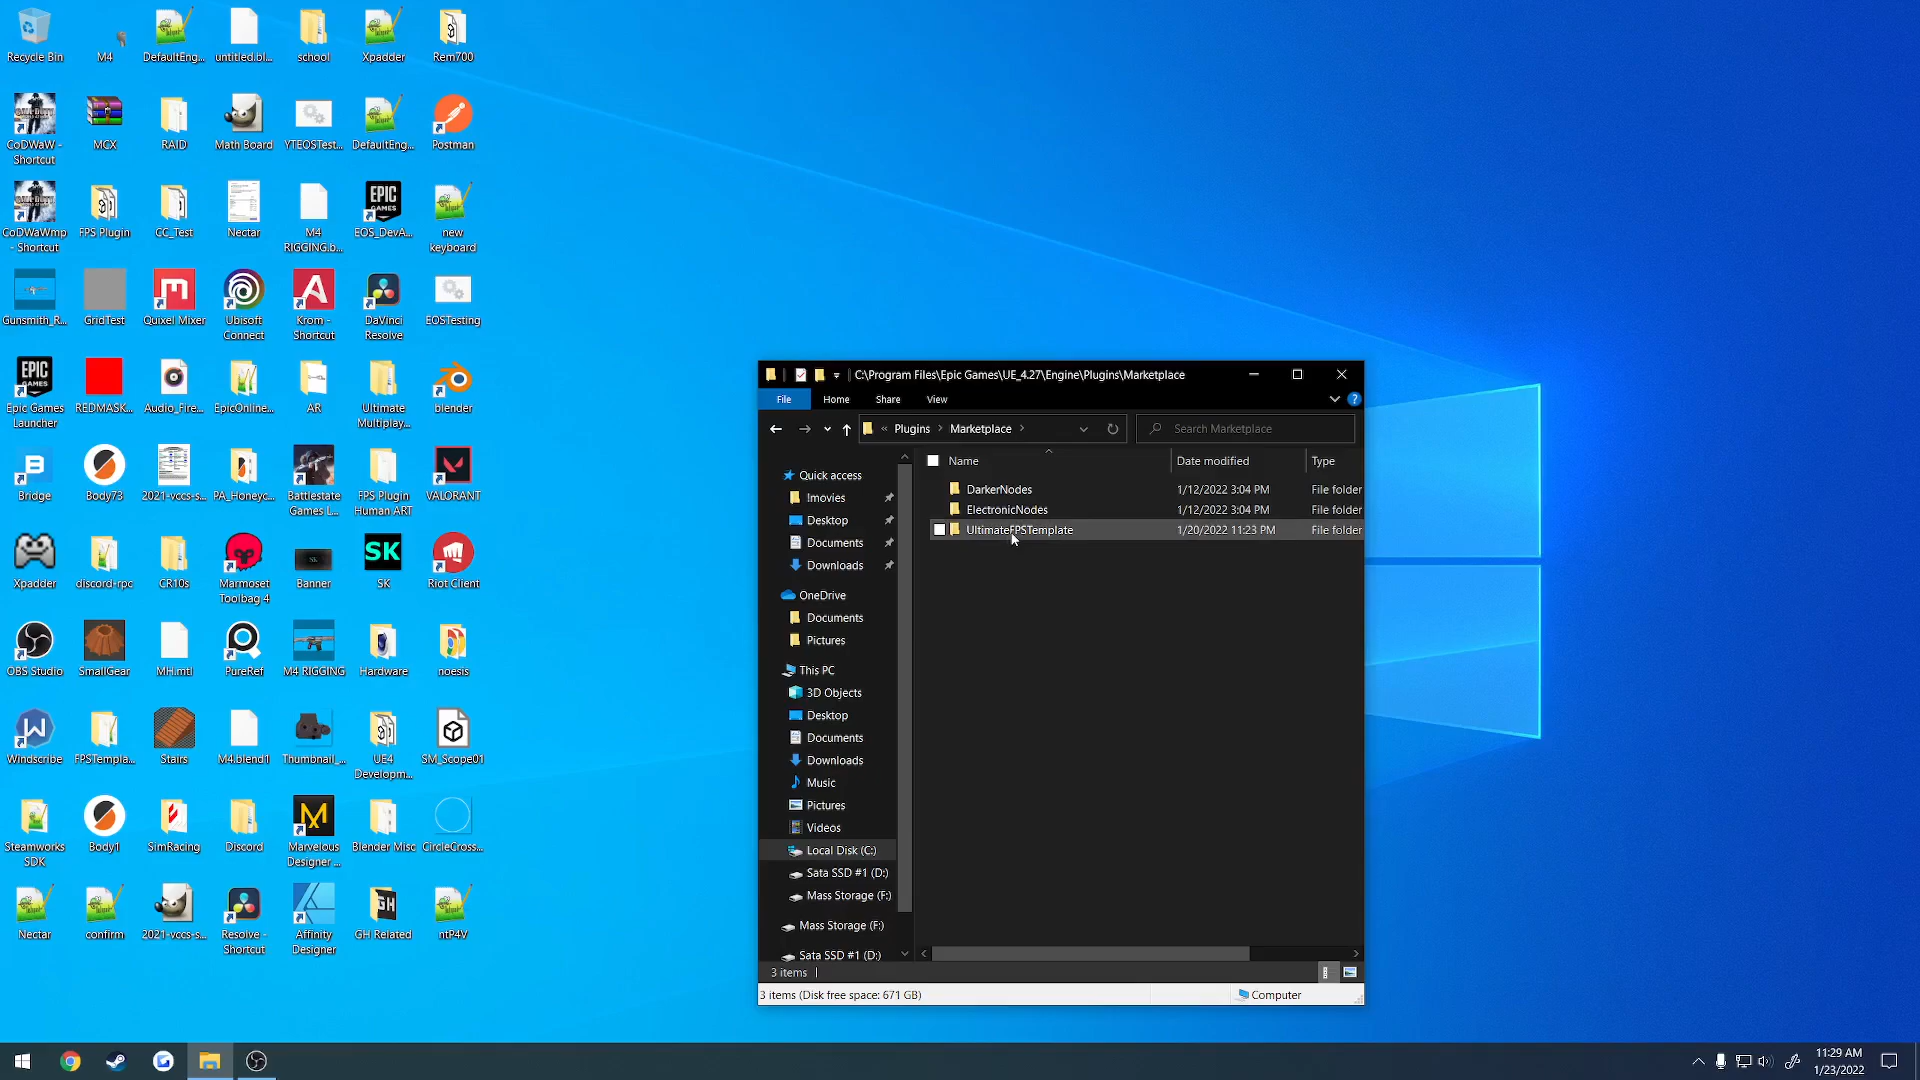 Recycle Bin
M4
DefaultEng...
untitled.bl...
school
Xpadder
Rem700
CoDWaW - Shortcut
MCX
RAID
Math Board
YTEOSTest...
DefaultEng...
Postman
CoDWaWmp - Shortcut
FPS Plugin
CC_Test
Nectar
M4 RIGGING.b...
EOS_DevA...
new keyboard
Gunsmith_R...
GridTest
Quixel Mixer
Ubisoft Connect
Krom - Shortcut
DaVinci Resolve
EOSTesting
Epic Games Launcher
REDMASK...
Audio_Fire...
EpicOnline...
AR
Ultimate Multiplay...
blender
Bridge
Body73
2021-vccs-s...
PA_Honeyc...
Battlestate Games L...
FPS Plugin Human ART
VALORANT
Xpadder
discord-rpc
CR10s
Marmoset Toolbag 4
Banner
SK
SK
Riot Client
OBS Studio
SmallGear
MH.mtl
PureRef
M4 RIGGING
Hardware
noesis
Windscribe
FPSTempla...
Stairs
M4.blend1
Thumbnail_...
UE4 Developm...
SM_Scope01
Steamworks SDK
Body1
SimRacing
Discord
Marvelous Designer ...
Blender Misc
CircleCross...
Nectar
confirm
2021-vccs-s...
Resolve - Shortcut
Affinity Designer
GH Related
ntP4V
C:\Program Files\Epic Games\UE_4.27\Engine\Plugins\Marketplace
File
Home
Share
View
« Plugins > Marketplace >
Search Marketplace
Name
Date modified
Type
DarkerNodes 1/12/2022 3:04 PM File folder
ElectronicNodes 1/12/2022 3:04 PM File folder
UltimateFPSTemplate 1/20/2022 11:23 PM File folder
Quick access
!movies
Desktop
Documents
Downloads
OneDrive
Documents
Pictures
This PC
3D Objects
Desktop
Documents
Downloads
Music
Pictures
Videos
Local Disk (C:)
Sata SSD #1 (D:)
Mass Storage (F:)
Mass Storage (F:)
Sata SSD #1 (D:)
3 items
3 items (Disk free space: 671 GB)
Computer
11:29 AM
1/23/2022